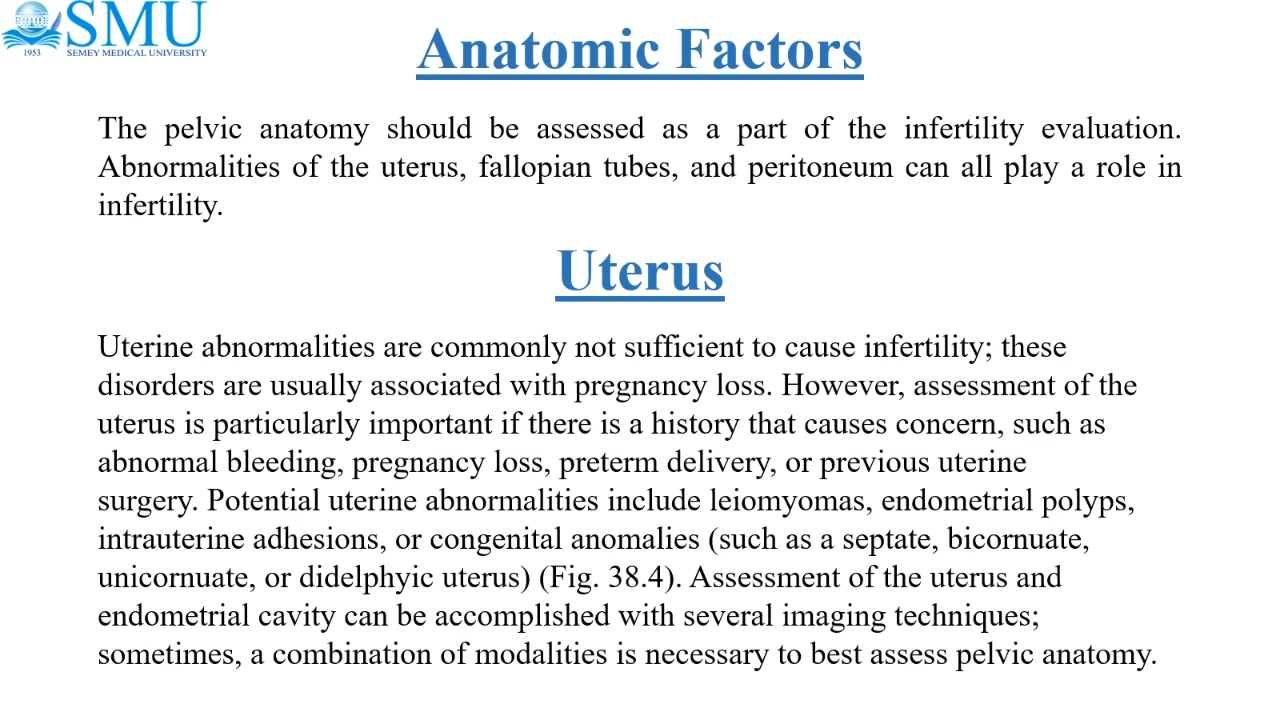 SMU
1953 SEMEY MEDICAL UNIVERSITY
Anatomic Factors
The pelvic anatomy should be assessed as a part of the infertility evaluation.
Abnormalities of the uterus, fallopian tubes, and peritoneum can all play a role in
infertility.
Uterus
Uterine abnormalities are commonly not sufficient to cause infertility; these
disorders are usually associated with pregnancy loss. However, assessment of the
uterus is particularly important if there is a history that causes concern, such as
abnormal bleeding, pregnancy loss, preterm delivery, or previous uterine
surgery. Potential uterine abnormalities include leiomyomas, endometrial polyps,
intrauterine adhesions, or congenital anomalies (such as a septate, bicornuate,
unicornuate, or didelphyic uterus) (Fig. 38.4). Assessment of the uterus and
endometrial cavity can be accomplished with several imaging techniques;
sometimes, a combination of modalities is necessary to best assess pelvic anatomy.